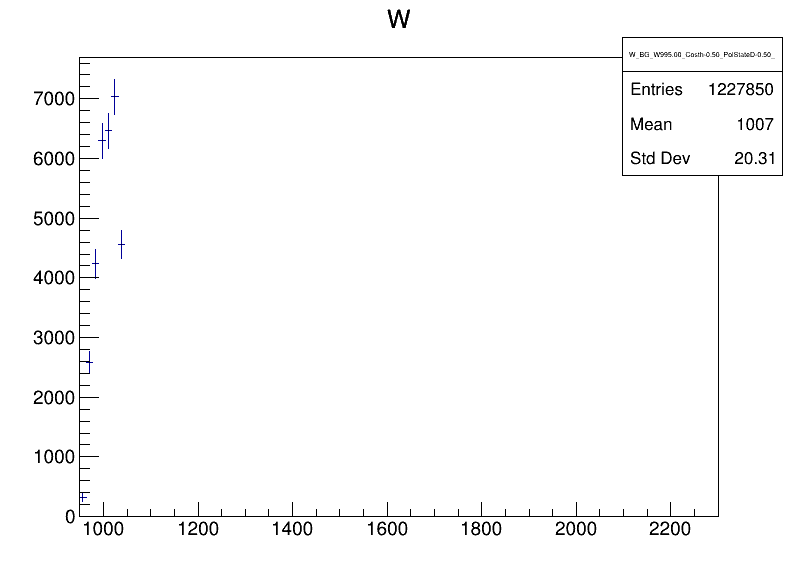 W
W_BG_W995.00_Costh-0.50_PolStateD-0.50_
Entries 1227850
Mean 1007
Std Dev 20.31
7000
6000
5000
4000
3000
2000
1000
0
1000 1200 1400 1600 1800 2000 2200